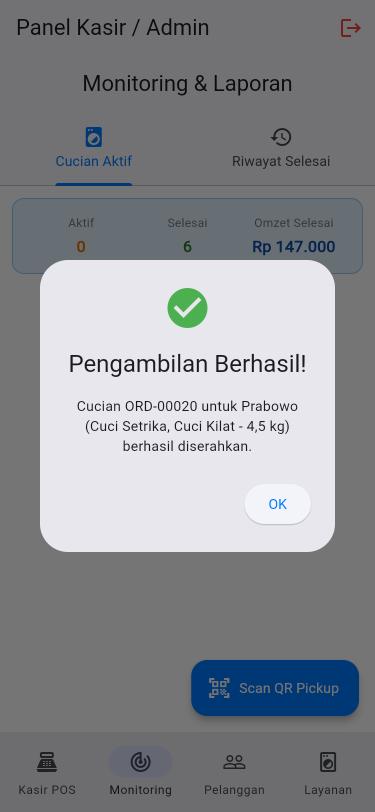 Panel Kasir / Admin
Monitoring & Laporan
Cucian Aktif
Riwayat Selesai
Aktif
Selesai
Omzet Selesai
0
6
Rp 147.000
Pengambilan Berhasil!
Cucian ORD-00020 untuk Prabowo
(Cuci Setrika, Cuci Kilat - 4,5 kg)
berhasil diserahkan.
OK
Scan QR Pickup
Kasir POS
Monitoring
Pelanggan
Layanan